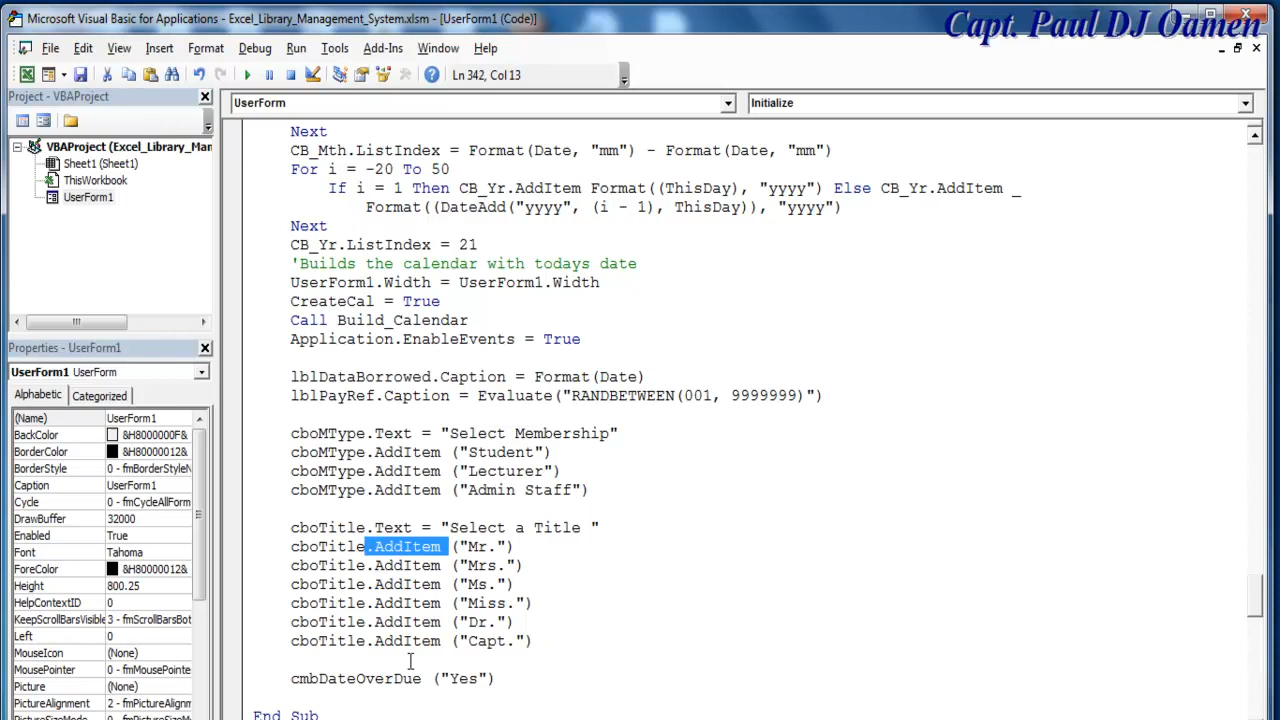 Microsoft Visual Basic for Applications - Excel_Library_Management_System.xlsm - [UserForm1 (Code)]
Capt. Paul DJ Oamen
File Edit View Insert Format Debug Run Tools Add-Ins Window Help
Ln 342, Col 13
Project - VBAProject
UserForm
Initialize
VBAProject (Excel_Library_Man
Sheet1 (Sheet1)
ThisWorkbook
UserForm1
Next
CB_Mth.ListIndex = Format(Date, "mm") - Format(Date, "mm")
For i = -20 To 50
If i = 1 Then CB_Yr.AddItem Format((ThisDay), "yyyy") Else CB_Yr.AddItem _
Format((DateAdd("yyyy", (i - 1), ThisDay)), "yyyy")
Next
CB_Yr.ListIndex = 21
'Builds the calendar with todays date
UserForm1.Width = UserForm1.Width
CreateCal = True
Call Build_Calendar
Application.EnableEvents = True
lblDataBorrowed.Caption = Format(Date)
lblPayRef.Caption = Evaluate("RANDBETWEEN(001, 9999999)")
cboMType.Text = "Select Membership"
cboMType.AddItem ("Student")
cboMType.AddItem ("Lecturer")
cboMType.AddItem ("Admin Staff")
cboTitle.Text = "Select a Title "
cboTitle.AddItem ("Mr.")
cboTitle.AddItem ("Mrs.")
cboTitle.AddItem ("Ms.")
cboTitle.AddItem ("Miss.")
cboTitle.AddItem ("Dr.")
cboTitle.AddItem ("Capt.")
cmbDateOverDue ("Yes")
End Sub
Properties - UserForm1
UserForm1 UserForm
Alphabetic Categorized
(Name) UserForm1
BackColor &H8000000F&
BorderColor &H80000012&
BorderStyle 0 - fmBorderStyleN
Caption UserForm1
Cycle 0 - fmCycleAllForm
DrawBuffer 32000
Enabled True
Font Tahoma
ForeColor &H80000012&
Height 800.25
HelpContextID 0
KeepScrollBarsVisible 3 - fmScrollBarsBot
Left 0
MouseIcon (None)
MousePointer 0 - fmMousePointe
Picture (None)
PictureAlignment 2 - fmPictureAlignm
PictureSizeMode 0 - fmPictureSizeM